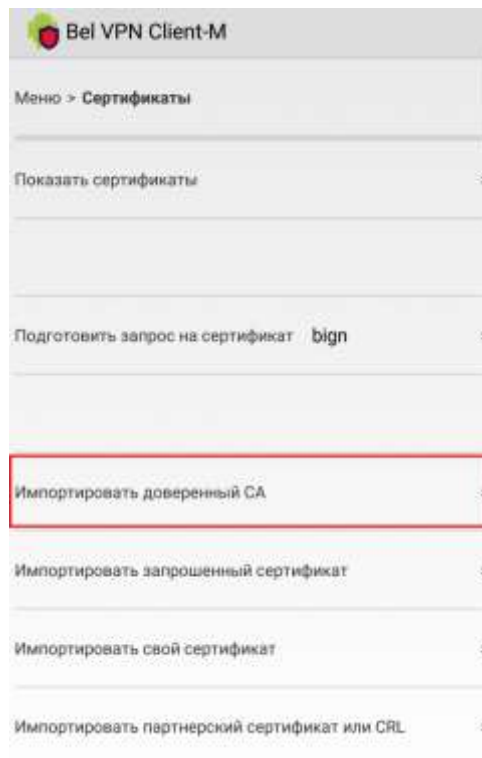 Bel VPN Client-M
Меню > Сертификаты
Показать сертификаты
Подготовить запрос на сертификат bign
Импортировать доверенный CA
Импортировать запрошенный сертификат
Импортировать свой сертификат
Импортировать партнерский сертификат или CRL